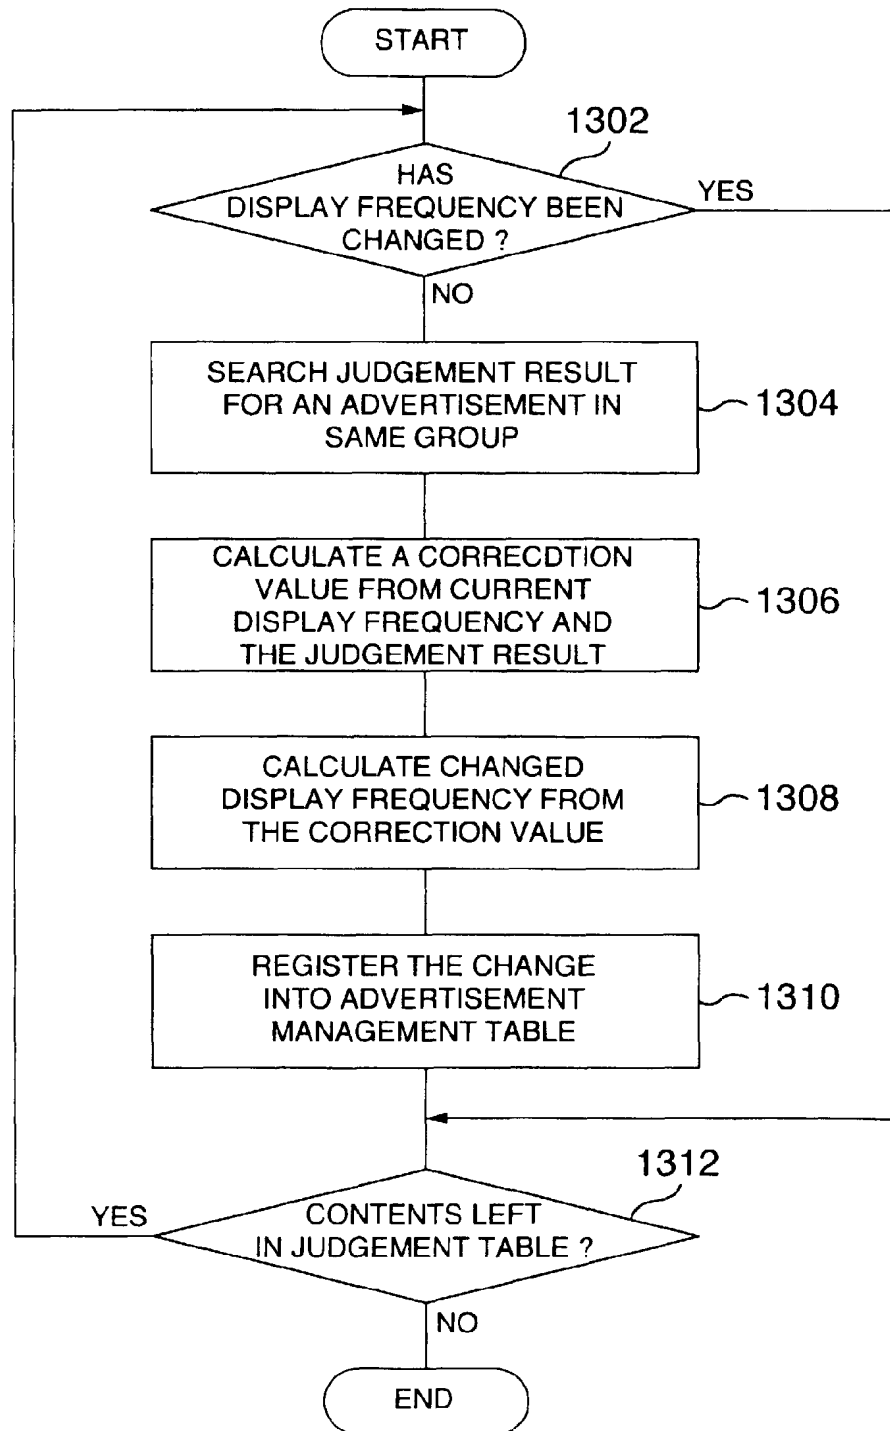 START
1302
HAS
DISPLAY FREQUENCY BEEN
CHANGED ?
YES
NO
SEARCH JUDGEMENT RESULT
FOR AN ADVERTISEMENT IN
SAME GROUP
1304
CALCULATE A CORRECDTION
VALUE FROM CURRENT
DISPLAY FREQUENCY AND
THE JUDGEMENT RESULT
1306
CALCULATE CHANGED
DISPLAY FREQUENCY FROM
THE CORRECTION VALUE
1308
REGISTER THE CHANGE
INTO ADVERTISEMENT
MANAGEMENT TABLE
1310
1312
YES
CONTENTS LEFT
IN JUDGEMENT TABLE ?
NO
END